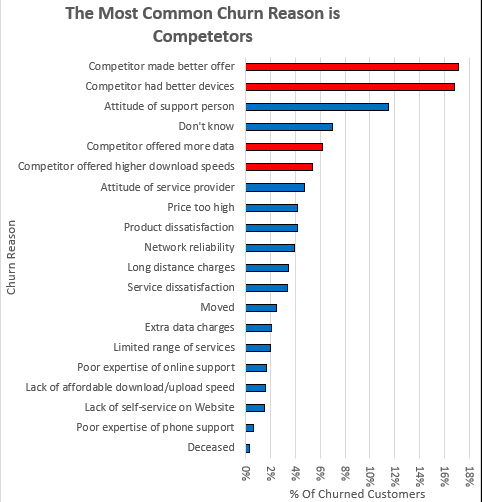 The Most Common Churn Reason is
Competetors
Competitor made better offer
Competitor had better devices
Attitude of support person
Don't know
Competitor offered more data
Competitor offered higher download speeds
Attitude of service provider
Price too high
Product dissatisfaction
Network reliability
Long distance charges
Service dissatisfaction
Moved
Extra data charges
Limited range of services
Poor expertise of online support
Lack of affordable download/upload speed
Lack of self-service on Website
Poor expertise of phone support
Deceased
Churn Reason
0% 2% 4% 6% 8% 10% 12% 14% 16% 18%
% Of Churned Customers